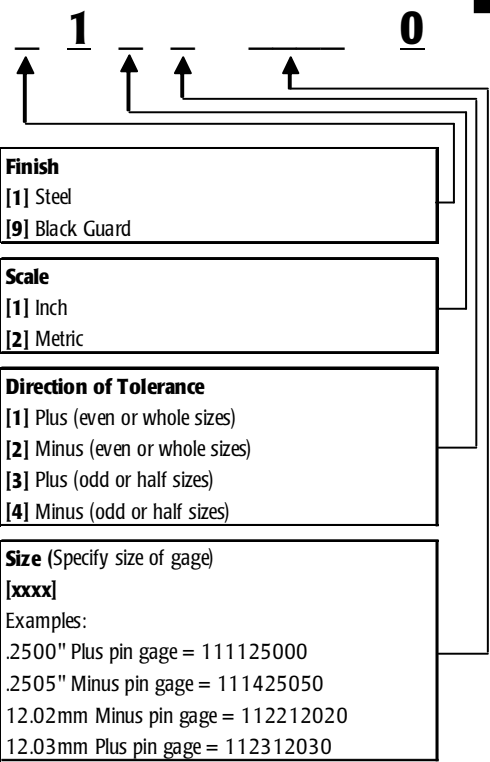 _ 1 _ _ ____ 0
Finish
[1] Steel
[9] Black Guard
Scale
[1] Inch
[2] Metric
Direction of Tolerance
[1] Plus (even or whole sizes)
[2] Minus (even or whole sizes)
[3] Plus (odd or half sizes)
[4] Minus (odd or half sizes)
Size (Specify size of gage)
[xxxx]
Examples:
.2500" Plus pin gage = 111125000
.2505" Minus pin gage = 111425050
12.02mm Minus pin gage = 112212020
12.03mm Plus pin gage = 112312030